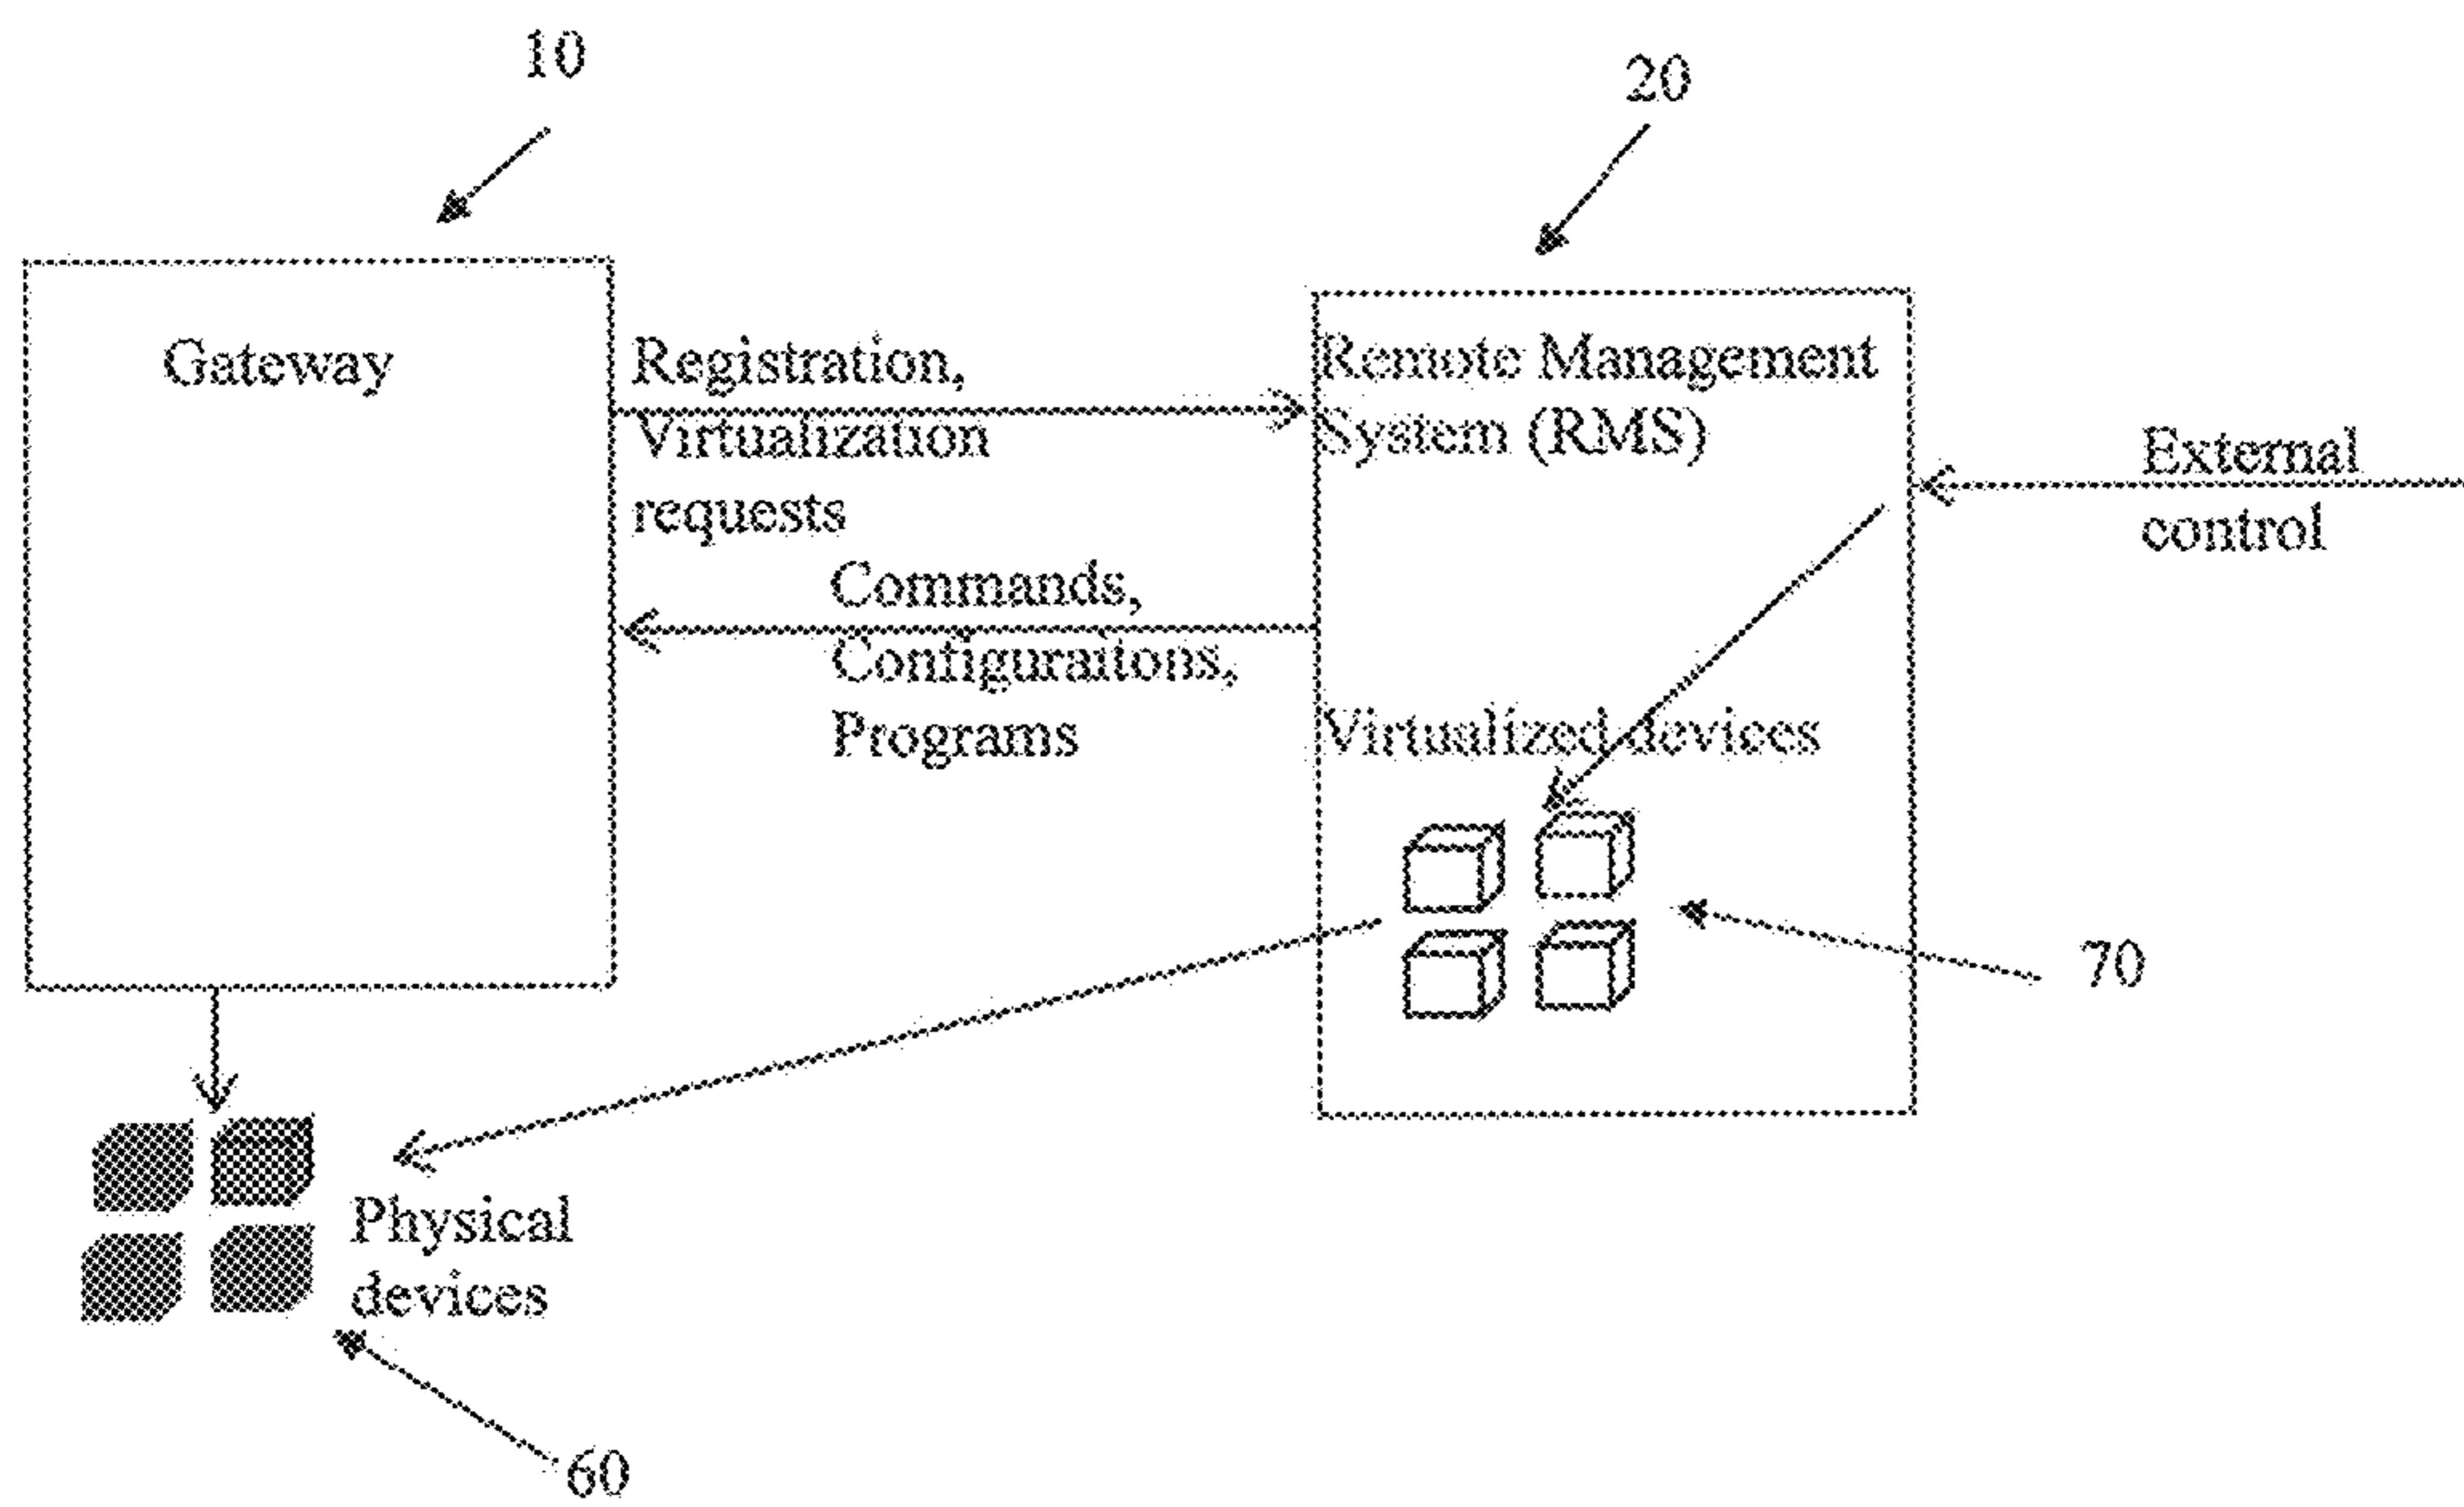 10
20
Gateway
Registration,
Virtualization
requests
Commands,
Configuraitons,
Programs
Remote Management
System (RMS)
External
control
Virtualized devices
70
Physical
devices
60